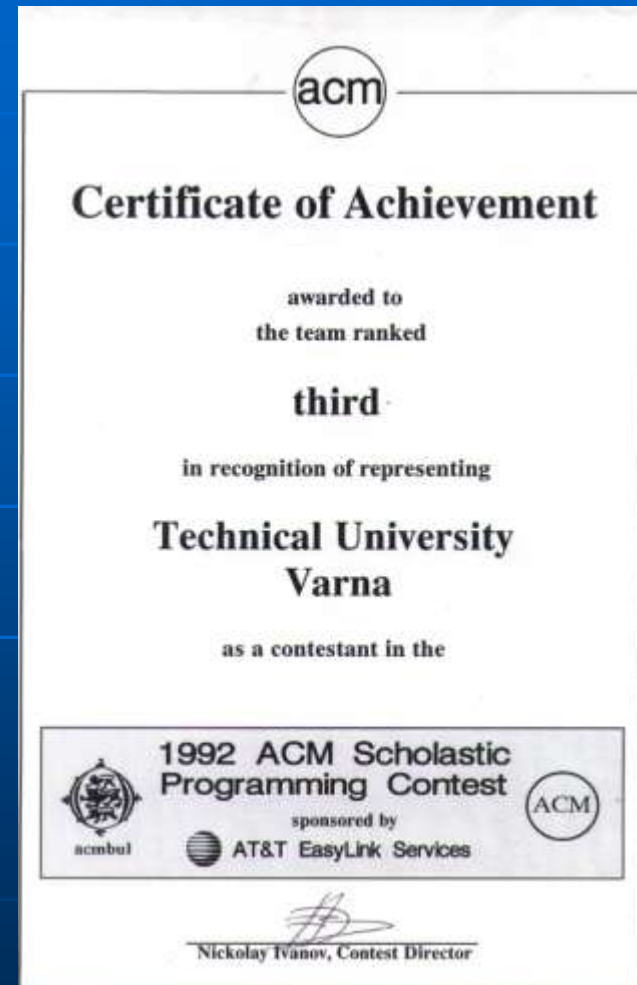 acm
Certificate of Achievement
awarded to
the team ranked
third
in recognition of representing
Technical University
Varna
as a contestant in the
1992 ACM Scholastic
Programming Contest
sponsored by
AT&T EasyLink Services
acmbul
ACM
Nickolay Ivanov, Contest Director